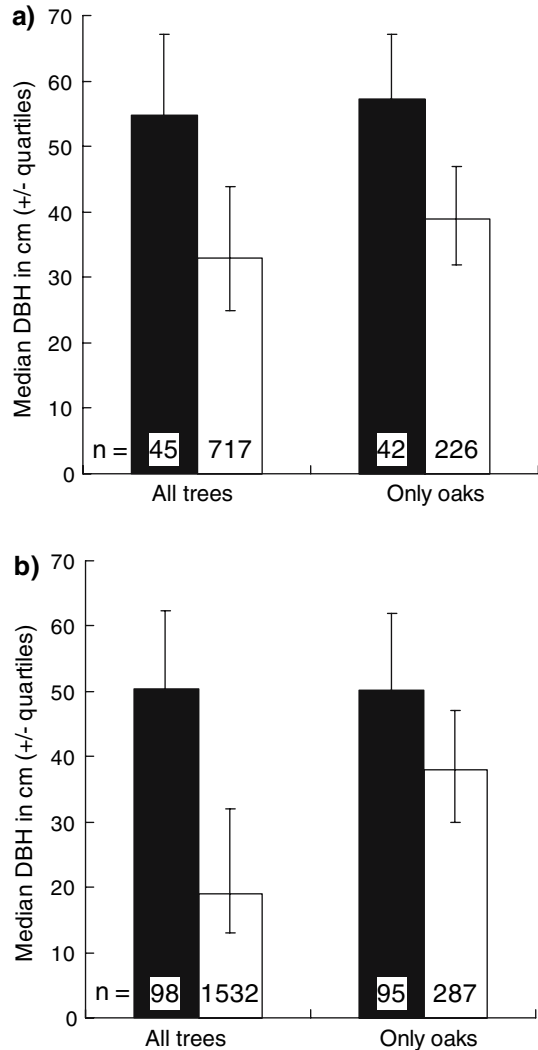 a)
Median DBH in cm (+/- quartiles)
70
60
50
40
30
20
10
0
n = 45 717 42 226
All trees Only oaks
b)
Median DBH in cm (+/- quartiles)
70
60
50
40
30
20
10
0
n = 98 1532 95 287
All trees Only oaks